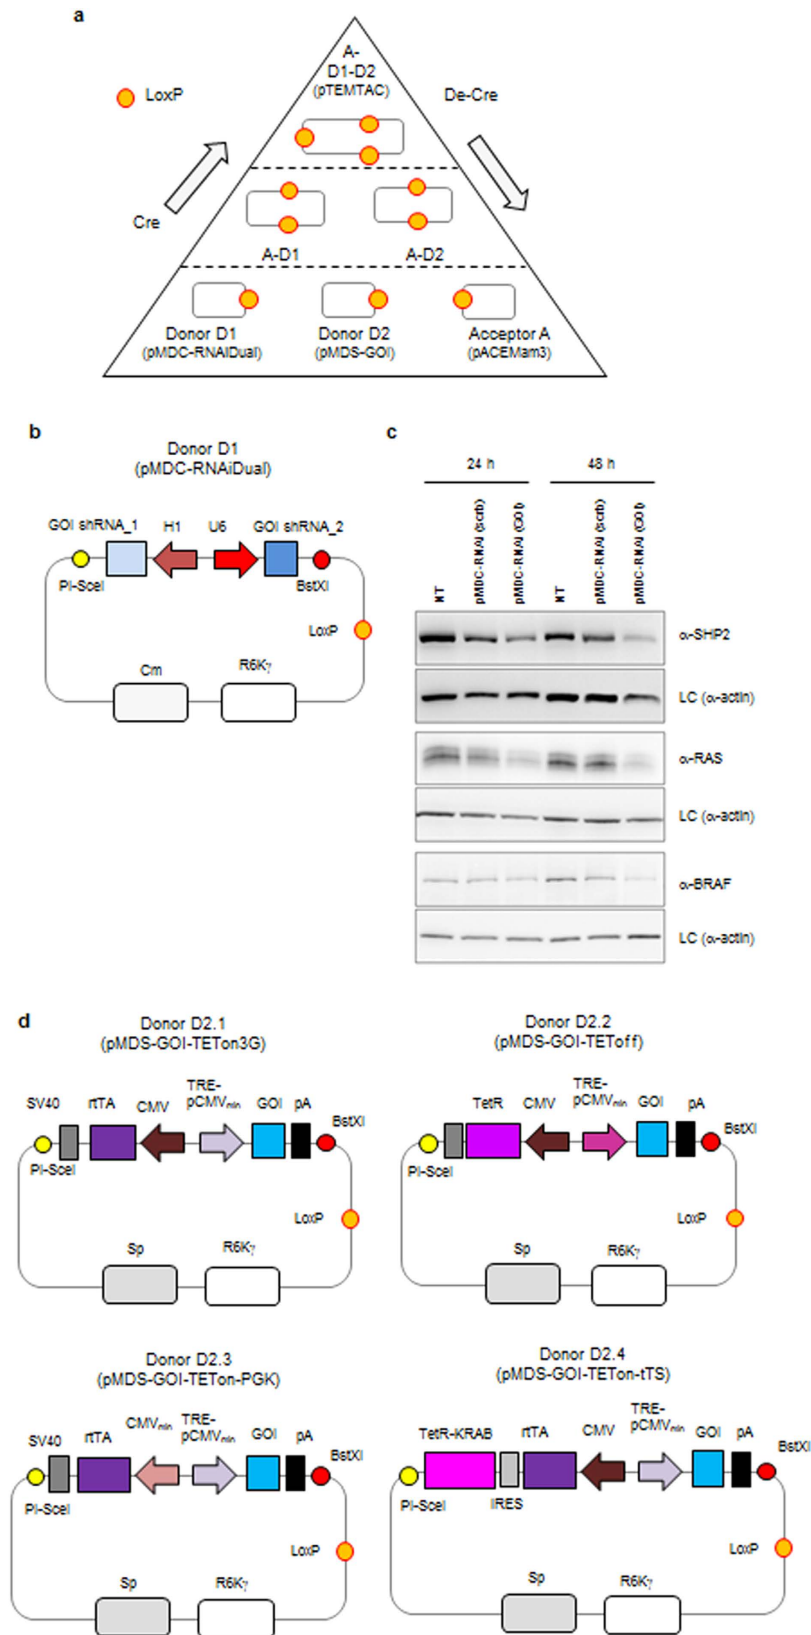 a
A-
D1-D2
(pTEMTAC)
LoxP
De-Cre
Cre
A-D1
A-D2
Donor D1
(pMDC-RNAiDual)
Donor D2
(pMDS-GOI)
Acceptor A
(pACEMam3)
b
Donor D1
(pMDC-RNAiDual)
GOI shRNA_1
H1
U6
GOI shRNA_2
PI-SceI
BstXI
LoxP
Cm
R6Kγ
c
24 h
48 h
NT
pMDC-RNAi (scrb)
pMDC-RNAi (GOI)
NT
pMDC-RNAi (scrb)
pMDC-RNAi (GOI)
α-SHP2
LC (α-actin)
α-RAS
LC (α-actin)
α-BRAF
LC (α-actin)
d
Donor D2.1
(pMDS-GOI-TETon3G)
SV40
rtTA
CMV
TRE-
pCMVmin
GOI
pA
BstXI
PI-SceI
LoxP
Sp
R6Kγ
Donor D2.2
(pMDS-GOI-TEToff)
TetR
CMV
TRE-
pCMVmin
GOI
pA
BstXI
PI-SceI
LoxP
Sp
R6Kγ
Donor D2.3
(pMDS-GOI-TETon-PGK)
SV40
rtTA
CMVmin
TRE-
pCMVmin
GOI
pA
BstXI
PI-SceI
LoxP
Sp
R6Kγ
Donor D2.4
(pMDS-GOI-TETon-tTS)
TetR-KRAB
rtTA
CMV
TRE-
pCMVmin
GOI
pA
BstXI
PI-SceI
IRES
LoxP
Sp
R6Kγ